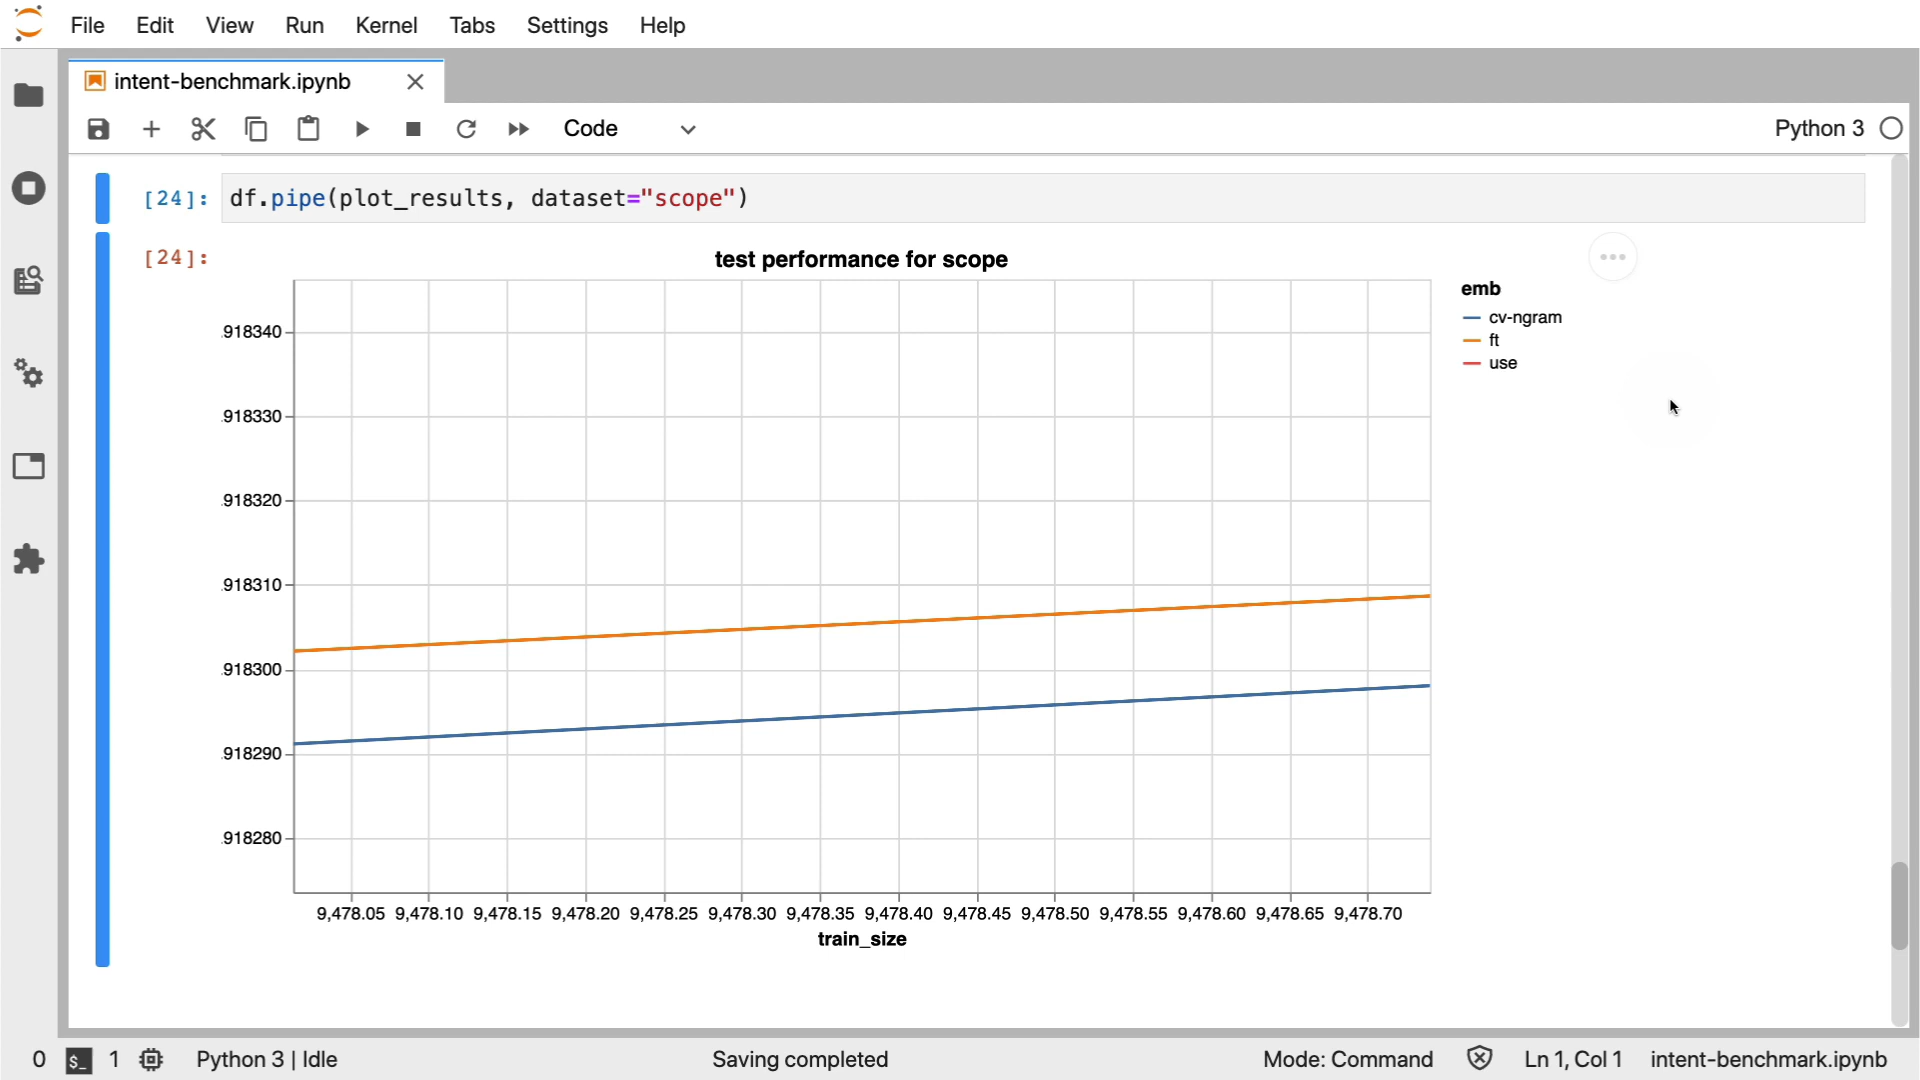 File Edit View Run Kernel Tabs Settings Help
intent-benchmark.ipynb
Code
Python 3
[24]: df.pipe(plot_results, dataset="scope")
[24]:
test performance for scope
emb
cv-ngram
ft
use
.918340
.918330
.918320
.918310
.918300
.918290
.918280
9,478.05 9,478.10 9,478.15 9,478.20 9,478.25 9,478.30 9,478.35 9,478.40 9,478.45 9,478.50 9,478.55 9,478.60 9,478.65 9,478.70
train_size
0 $_ 1 Python 3 | Idle Saving completed Mode: Command Ln 1, Col 1 intent-benchmark.ipynb